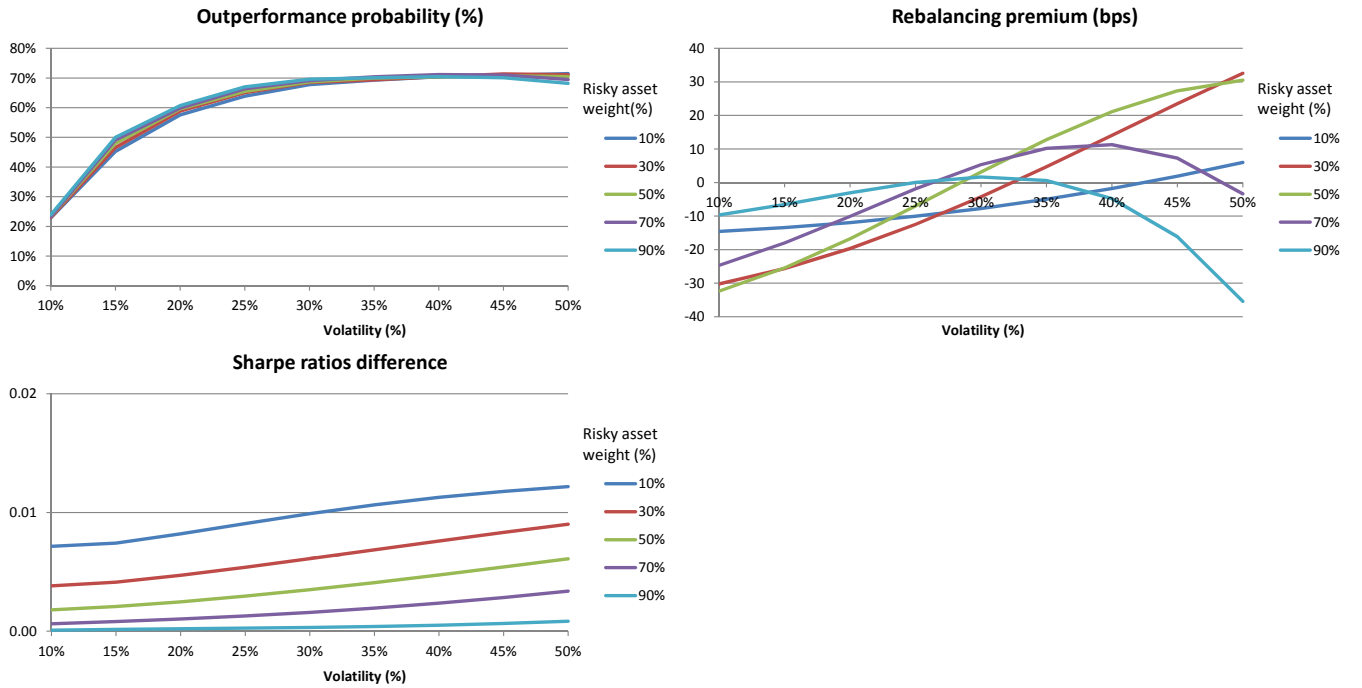 Outperformance probability (%)
80%
70%
60%
50%
40%
30%
20%
10%
0%
10% 15% 20% 25% 30% 35% 40% 45% 50%
Volatility (%)
Risky asset
weight(%)
10%
30%
50%
70%
90%
Rebalancing premium (bps)
40
30
20
10
0
-10
-20
-30
-40
10% 15% 20% 25% 30% 35% 40% 45% 50%
Volatility (%)
Risky asset
weight(%)
10%
30%
50%
70%
90%
Sharpe ratios difference
0.02
0.01
0.00
10% 15% 20% 25% 30% 35% 40% 45% 50%
Volatility (%)
Risky asset
weight (%)
10%
30%
50%
70%
90%